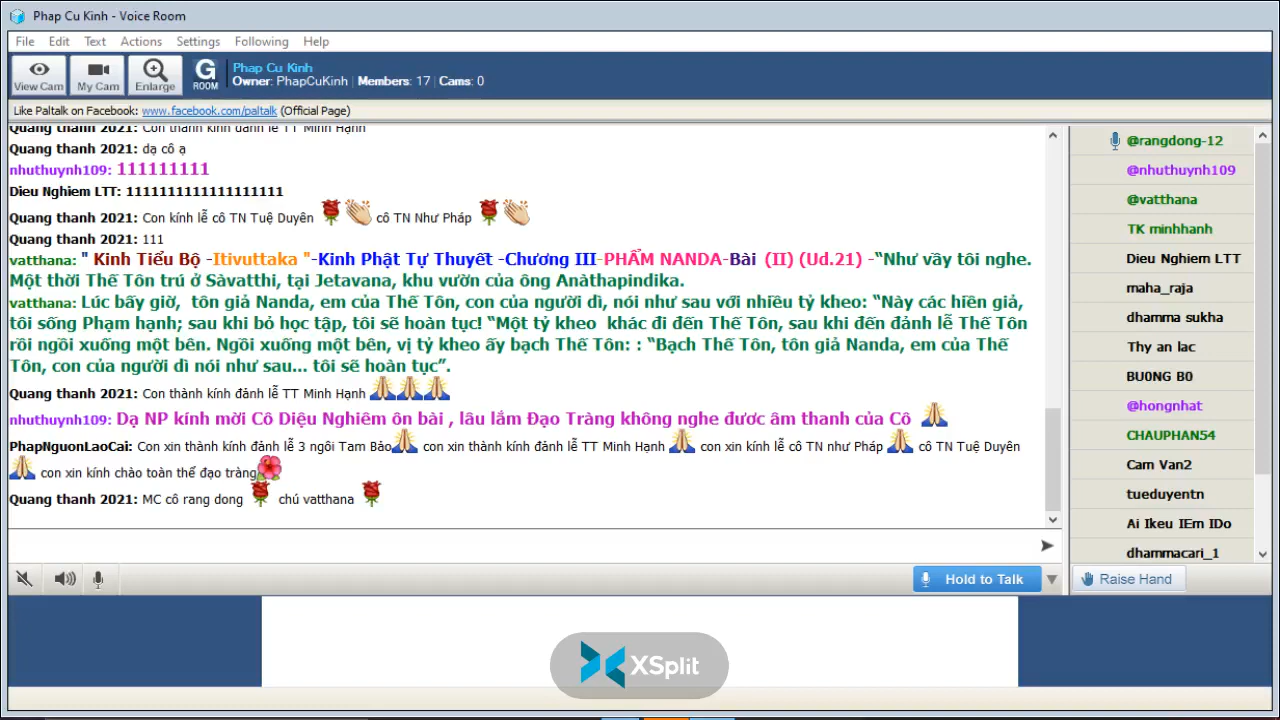 Phap Cu Kinh - Voice Room
File Edit Text Actions Settings Following Help
View Cam My Cam Enlarge G ROOM
Phap Cu Kinh
Owner: PhapCuKinh | Members: 17 | Cams: 0
Like Paltalk on Facebook: www.facebook.com/paltalk (Official Page)
Quang thanh 2021: Con thành kính đảnh lễ TT Minh Hạnh
Quang thanh 2021: dạ cô ạ
nhuthuynh109: 111111111
Dieu Nghiem LTT: 1111111111111111111
Quang thanh 2021: Con kính lễ cô TN Tuệ Duyên cô TN Như Pháp
Quang thanh 2021: 111
vatthana: " Kinh Tiểu Bộ -Itivuttaka "-Kinh Phật Tự Thuyết -Chương III-PHẨM NANDA-Bài (II) (Ud.21) -“Như vầy tôi nghe.
Một thời Thế Tôn trú ở Sàvatthi, tại Jetavana, khu vườn của ông Anàthapindika.
vatthana: Lúc bấy giờ, tôn giả Nanda, em của Thế Tôn, con của người dì, nói như sau với nhiều tỷ kheo: “Này các hiền giả,
tôi sống Phạm hạnh; sau khi bỏ học tập, tôi sẽ hoàn tục! “Một tỷ kheo khác đi đến Thế Tôn, sau khi đến đảnh lễ Thế Tôn
rồi ngồi xuống một bên. Ngồi xuống một bên, vị tỷ kheo ấy bạch Thế Tôn: : “Bạch Thế Tôn, tôn giả Nanda, em của Thế
Tôn, con của người dì nói như sau... tôi sẽ hoàn tục”.
Quang thanh 2021: Con thành kính đảnh lễ TT Minh Hạnh
nhuthuynh109: Dạ NP kính mời Cô Diệu Nghiêm ôn bài , lâu lắm Đạo Tràng không nghe đươc âm thanh của Cô
PhapNguonLaoCai: Con xin thành kính đảnh lễ 3 ngôi Tam Bảo con xin thành kính đảnh lễ TT Minh Hạnh con xin kính lễ cô TN như Pháp cô TN Tuệ Duyên
con xin kính chào toàn thể đạo tràng
Quang thanh 2021: MC cô rang dong chú vatthana
@rangdong-12
@nhuthuynh109
@vatthana
TK minhhanh
Dieu Nghiem LTT
maha_raja
dhamma sukha
Thy an lac
BU0NG B0
@hongnhat
CHAUPHAN54
Cam Van2
tueduyentn
Ai lkeu IEm IDo
dhammacari_1
Hold to Talk
Raise Hand
XSplit